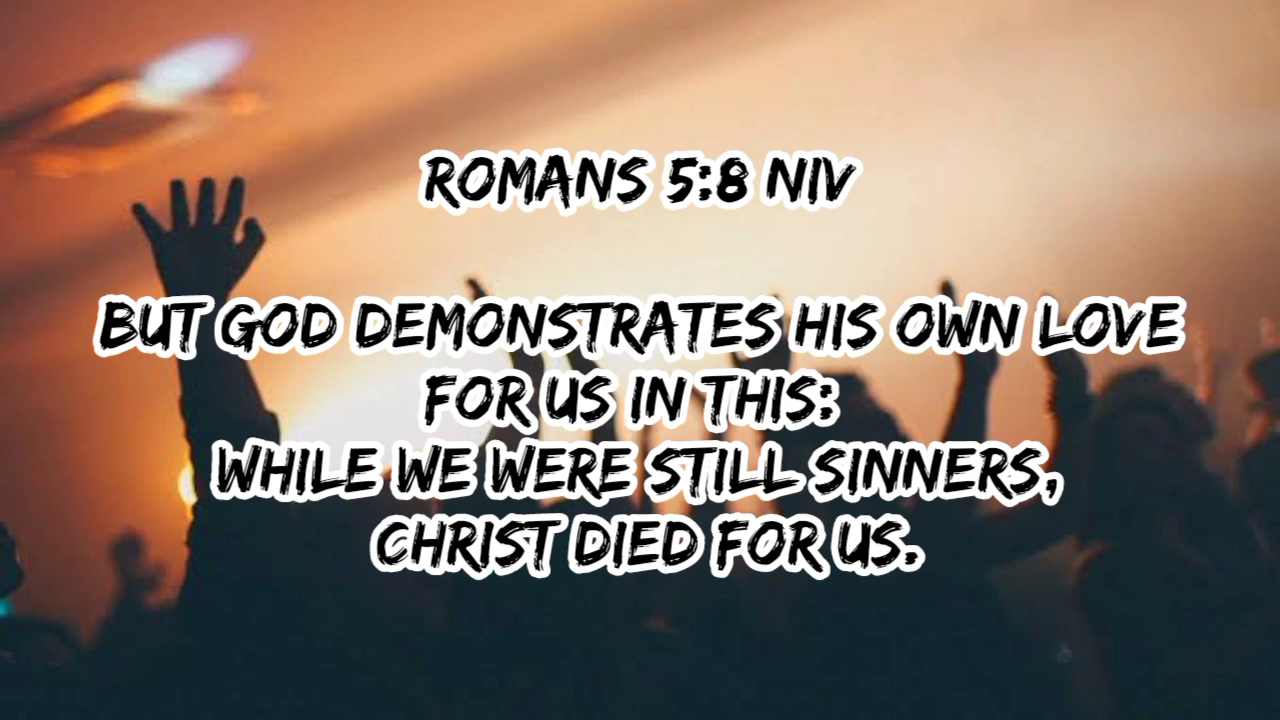 ROMANS 5:8 NIV
BUT GOD DEMONSTRATES HIS OWN LOVE
FOR US IN THIS:
WHILE WE WERE STILL SINNERS,
CHRIST DIED FOR US.